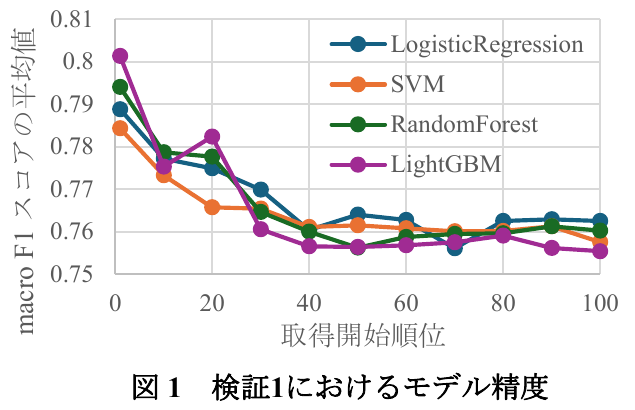 0.81
0.8
0.79
0.78
0.77
0.76
0.75
macro F1 スコアの平均値
LogisticRegression
SVM
RandomForest
LightGBM
0 20 40 60 80 100
取得開始順位
図 1　検証1におけるモデル精度